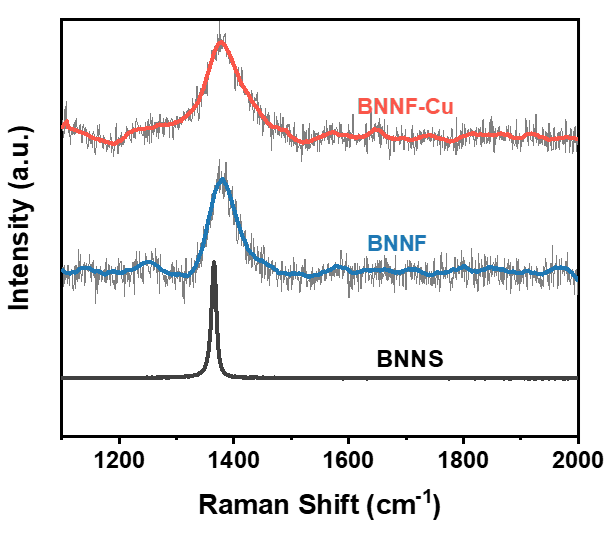 BNNF-Cu
BNNF
BNNS
Intensity (a.u.)
1200 1400 1600 1800 2000
Raman Shift (cm⁻¹)